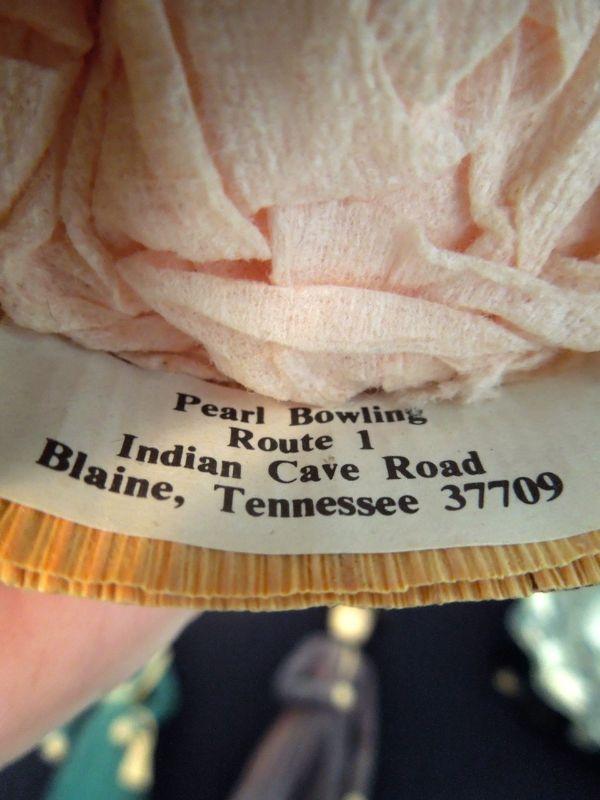 Pearl Bowling
Route 1
Indian Cave Road
Blaine, Tennessee 37709